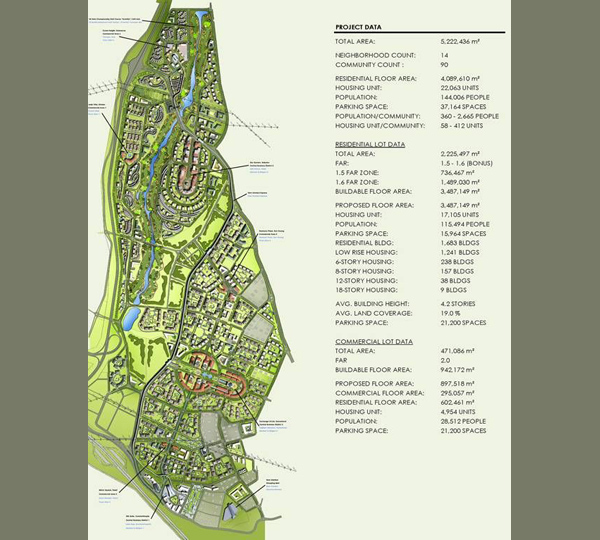 PROJECT DATA
TOTAL AREA: 5,222,436 m²
NEIGHBORHOOD COUNT: 14
COMMUNITY COUNT : 90
RESIDENTIAL FLOOR AREA: 4,089,610 m²
HOUSING UNIT: 22,063 UNITS
POPULATION: 144,006 PEOPLE
PARKING SPACE: 37,164 SPACES
POPULATION/COMMUNITY: 360 - 2,665 PEOPLE
HOUSING UNIT/COMMUNITY: 58 - 412 UNITS
RESIDENTIAL LOT DATA
TOTAL AREA: 2,225,497 m²
FAR: 1.5 - 1.6 (BONUS)
1.5 FAR ZONE: 736,467 m²
1.6 FAR ZONE: 1,489,030 m²
BUILDABLE FLOOR AREA: 3,487,149 m²
PROPOSED FLOOR AREA: 3,487,149 m²
HOUSING UNIT: 17,105 UNITS
POPULATION: 115,494 PEOPLE
PARKING SPACE: 15,964 SPACES
RESIDENTIAL BLDG: 1,683 BLDGS
LOW RISE HOUSING: 1,241 BLDGS
6-STORY HOUSING: 238 BLDGS
8-STORY HOUSING: 157 BLDGS
12-STORY HOUSING: 38 BLDGS
18-STORY HOUSING: 9 BLDGS
AVG. BUILDING HEIGHT: 4.2 STORIES
AVG. LAND COVERAGE: 19.0 %
PARKING SPACE: 21,200 SPACES
COMMERCIAL LOT DATA
TOTAL AREA: 471,086 m²
FAR 2.0
BUILDABLE FLOOR AREA: 942,172 m²
PROPOSED FLOOR AREA: 897,518 m²
COMMERCIAL FLOOR AREA: 295,057 m²
RESIDENTIAL FLOOR AREA: 602,461 m²
HOUSING UNIT: 4,954 UNITS
POPULATION: 28,512 PEOPLE
PARKING SPACE: 21,200 SPACES